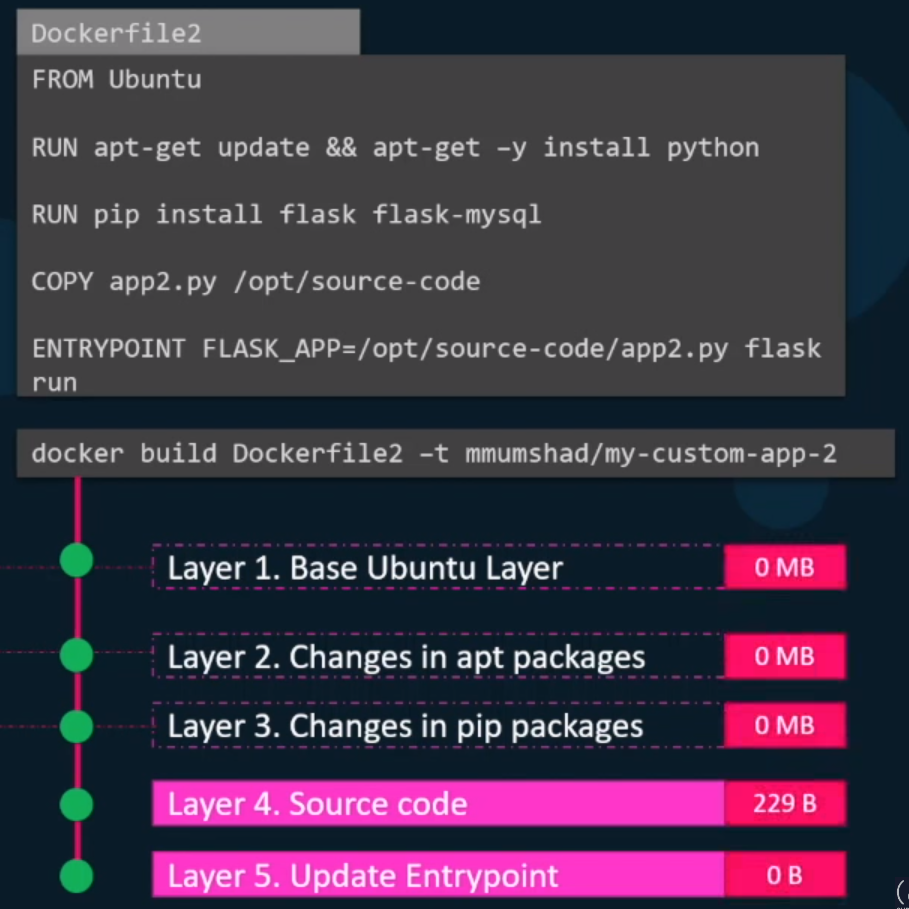 Dockerfile2
FROM Ubuntu
RUN apt-get update && apt-get –y install python
RUN pip install flask flask-mysql
COPY app2.py /opt/source-code
ENTRYPOINT FLASK_APP=/opt/source-code/app2.py flask
run
docker build Dockerfile2 –t mmumshad/my-custom-app-2
Layer 1. Base Ubuntu Layer 0 MB
Layer 2. Changes in apt packages 0 MB
Layer 3. Changes in pip packages 0 MB
Layer 4. Source code 229 B
Layer 5. Update Entrypoint 0 B